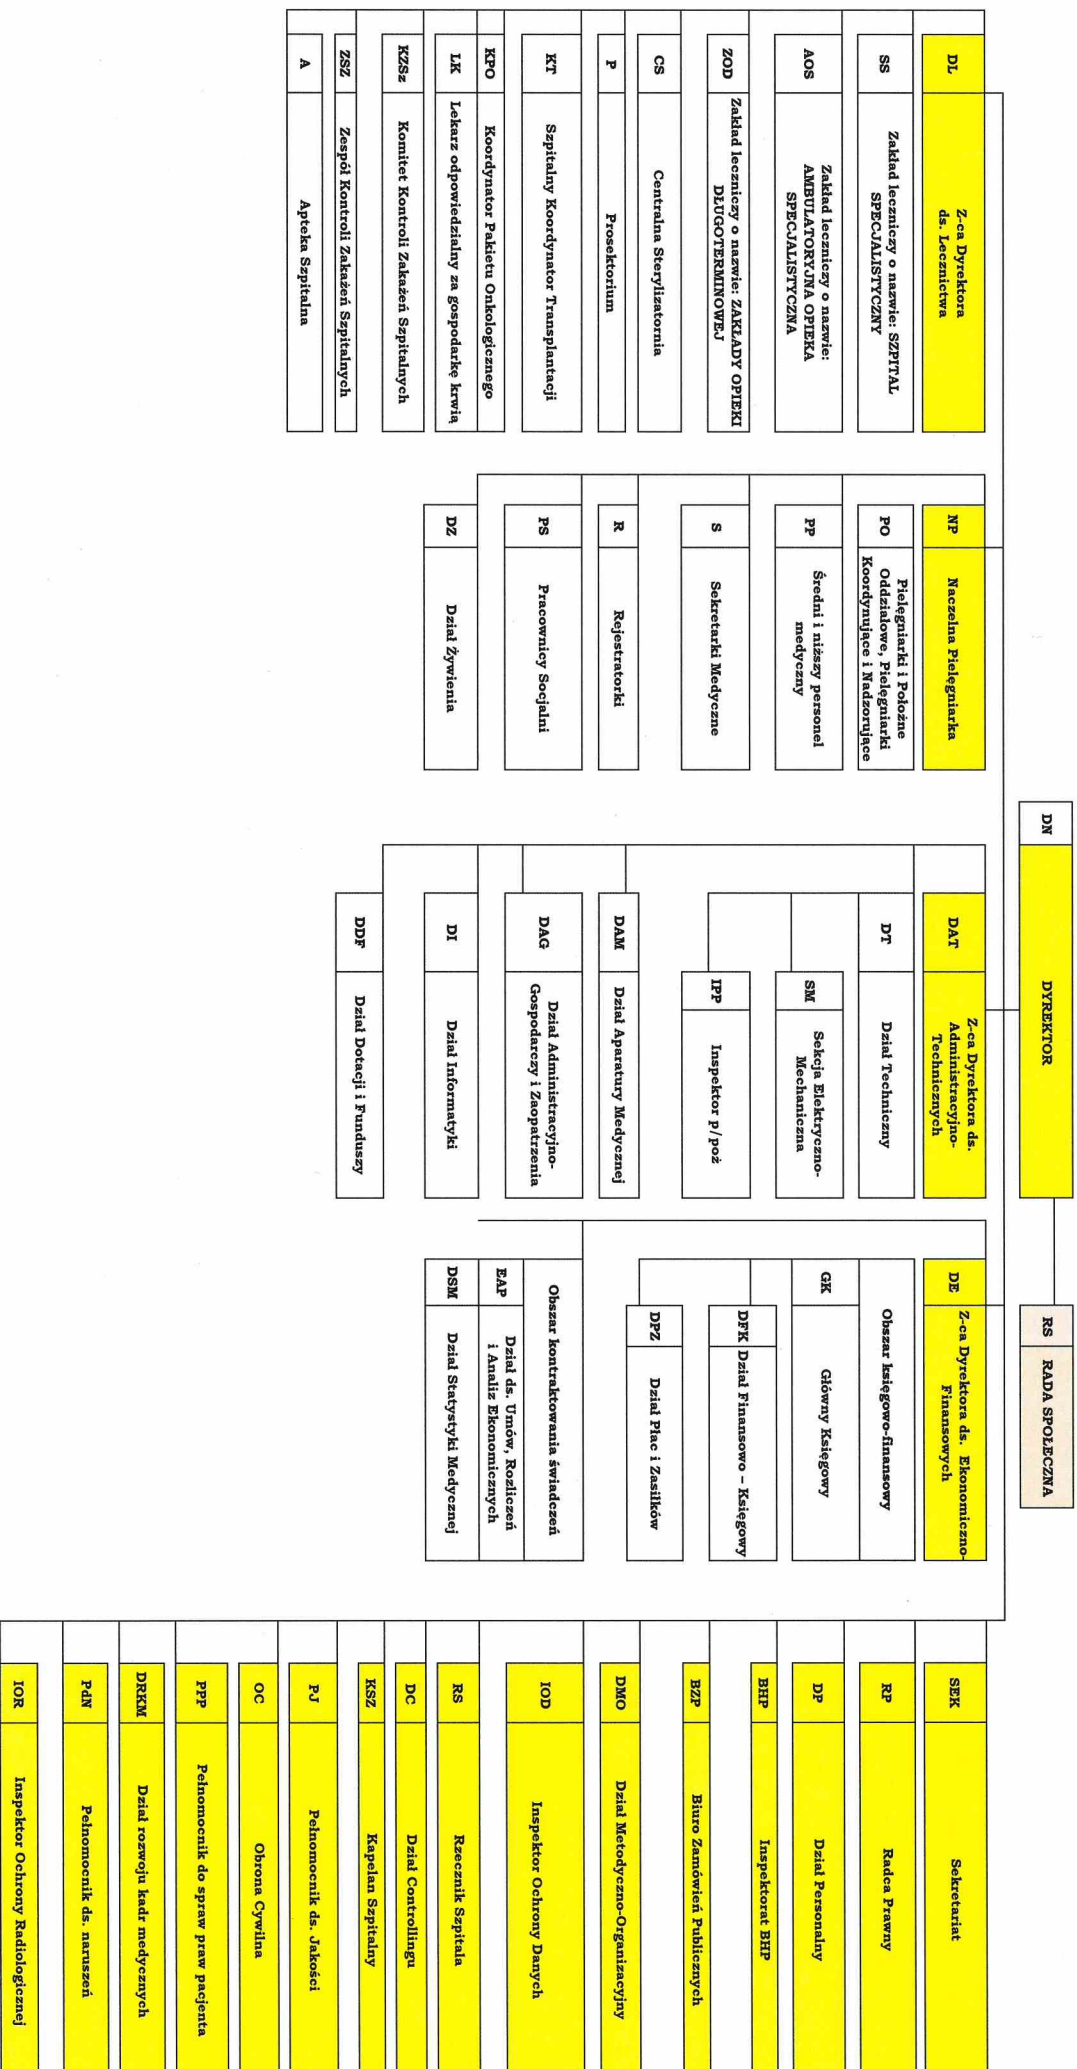 DN
DYREKTOR
RS
RADA SPOŁECZNA
DL
Z-ca Dyrektora
ds. Lecznictwa
SS
Zakład leczniczy o nazwie: SZPITAL
SPECJALISTYCZNY
AOS
Zakład leczniczy o nazwie:
AMBULATORYJNA OPIEKA
SPECJALISTYCZNA
ZOD
Zakład leczniczy o nazwie: ZAKŁADY OPIEKI
DŁUGOTERMINOWEJ
CS
Centralna Sterylizatornia
P
Prosektorium
KT
Szpitalny Koordynator Transplantacji
KPO
Koordynator Pakietu Onkologicznego
LK
Lekarz odpowiedzialny za gospodarkę krwią
KZSz
Komitet Kontroli Zakażeń Szpitalnych
ZSZ
Zespół Kontroli Zakażeń Szpitalnych
A
Apteka Szpitalna
NP
Naczelna Pielęgniarka
PO
Pielęgniarki i Położne
Oddziałowe, Pielęgniarki
Koordynujące i Nadzorujące
PP
Średni i niższy personel
medyczny
S
Sekretarki Medyczne
R
Rejestratorki
PS
Pracownicy Socjalni
DZ
Dział Żywienia
DAT
Z-ca Dyrektora ds.
Administracyjno-
Technicznych
DT
Dział Techniczny
SM
Sekcja Elektryczno-
Mechaniczna
IPP
Inspektor p/poż
DAM
Dział Aparatury Medycznej
DAG
Dział Administracyjno-
Gospodarczy i Zaopatrzenia
DI
Dział Informatyki
DDF
Dział Dotacji i Funduszy
DE
Z-ca Dyrektora ds. Ekonomiczno-
Finansowych
Obszar księgowo-finansowy
GK
Główny Księgowy
DFK
Dział Finansowo – Księgowy
DPZ
Dział Płac i Zasiłków
Obszar kontraktowania świadczeń
EAP
Dział ds. Umów, Rozliczeń
i Analiz Ekonomicznych
DSM
Dział Statystyki Medycznej
SEK
Sekretariat
RP
Radca Prawny
DP
Dział Personalny
BHP
Inspektorat BHP
BZP
Biuro Zamówień Publicznych
DMO
Dział Metodyczno-Organizacyjny
IOD
Inspektor Ochrony Danych
RS
Rzecznik Szpitala
DC
Dział Controllingu
KSZ
Kapelan Szpitalny
PJ
Pełnomocnik ds. Jakości
OC
Obrona Cywilna
PPP
Pełnomocnik do spraw praw pacjenta
DRKM
Dział rozwoju kadr medycznych
PdN
Pełnomocnik ds. naruszeń
IOR
Inspektor Ochrony Radiologicznej